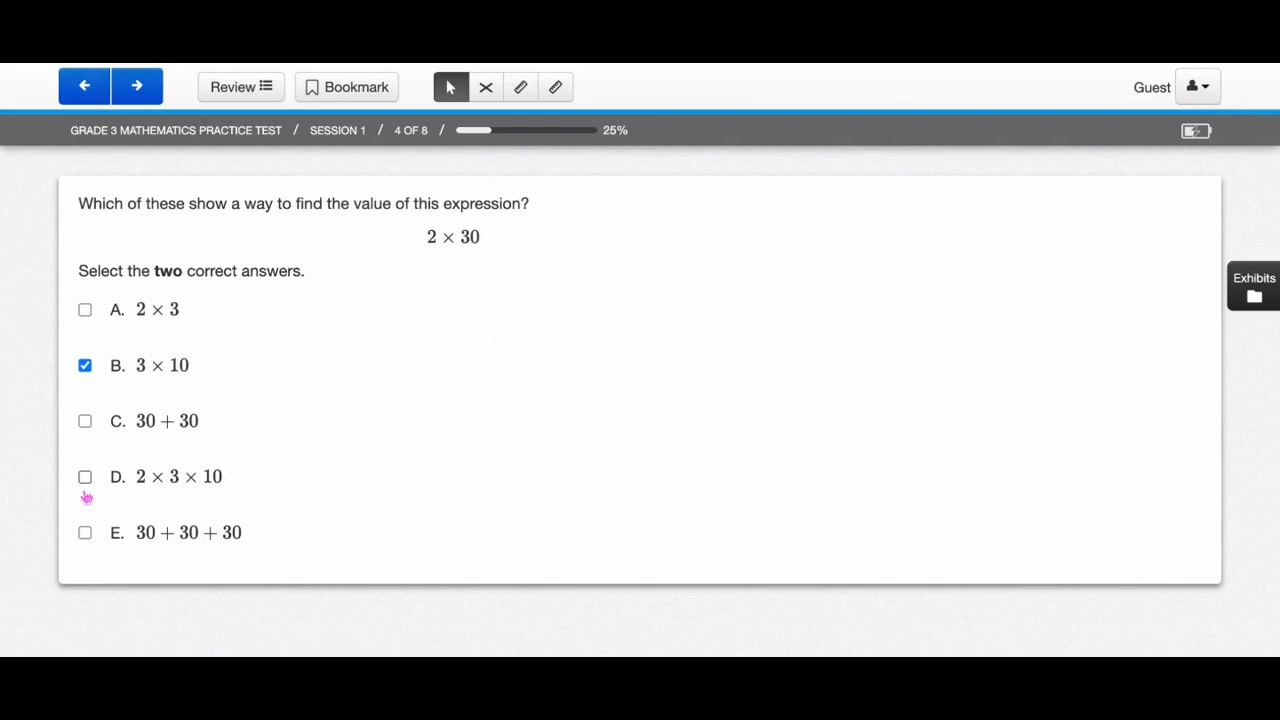 Review Bookmark Guest
GRADE 3 MATHEMATICS PRACTICE TEST / SESSION 1 / 4 OF 8 / 25%
Which of these show a way to find the value of this expression?
2 × 30
Exhibits
Select the two correct answers.
A. 2 × 3
B. 3 × 10
C. 30 + 30
D. 2 × 3 × 10
E. 30 + 30 + 30